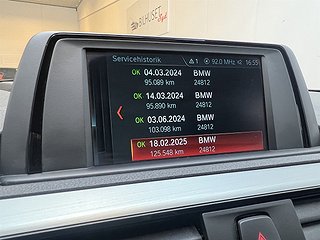 BILHUSET
Servicehistorik 1 92.0 MHz 16:55
OK 04.03.2024 BMW
95.089 km 24812
OK 14.03.2024 BMW
95.890 km 24812
OK 03.06.2024 BMW
103.098 km 24812
OK 18.02.2025 BMW
125.548 km 24812